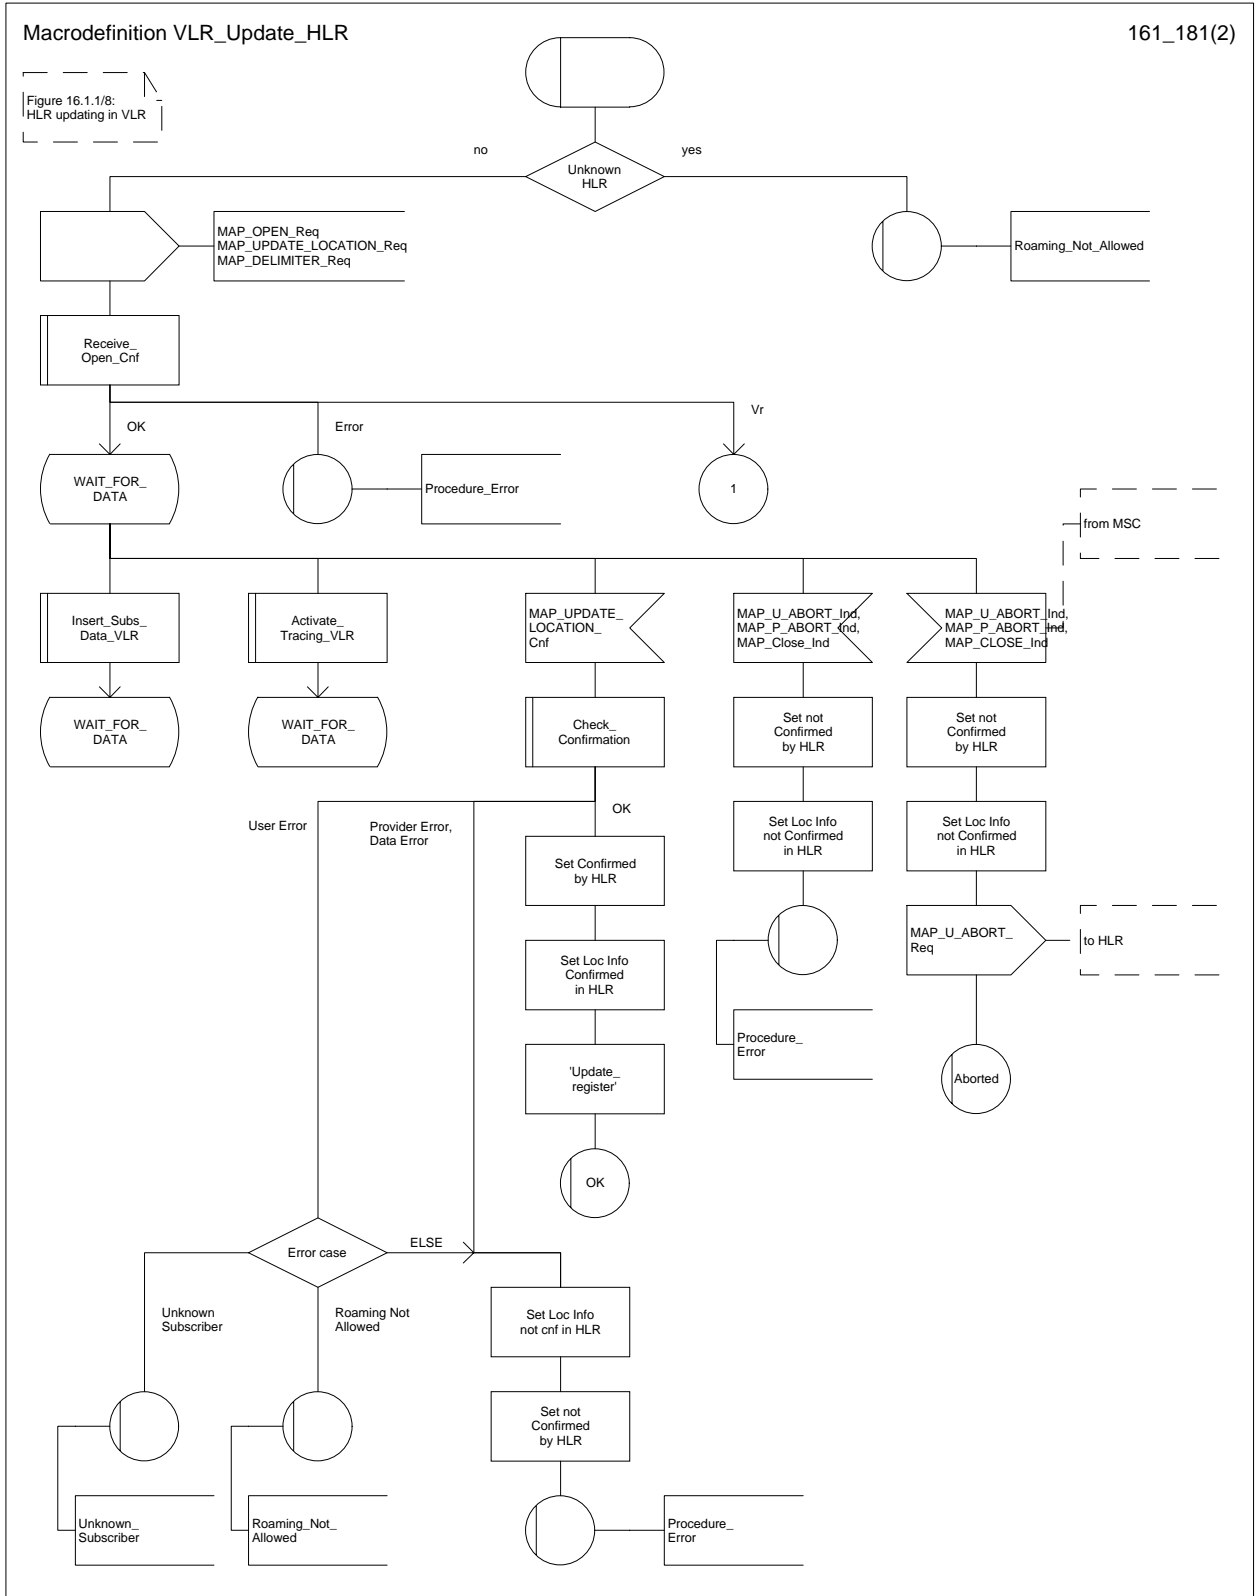 Macrodefinition VLR_Update_HLR
161_181(2)
Figure 16.1.1/8:
HLR updating in VLR
no
yes
Unknown
HLR
MAP_OPEN_Req
MAP_UPDATE_LOCATION_Req
MAP_DELIMITER_Req
Roaming_Not_Allowed
Receive_
Open_Cnf
OK
Error
Vr
WAIT_FOR_
DATA
Procedure_Error
1
from MSC
Insert_Subs_
Data_VLR
Activate_
Tracing_VLR
MAP_UPDATE_
LOCATION_
Cnf
MAP_U_ABORT_Ind,
MAP_P_ABORT_Ind,
MAP_Close_Ind
MAP_U_ABORT_Ind,
MAP_P_ABORT_Ind,
MAP_CLOSE_Ind
WAIT_FOR_
DATA
WAIT_FOR_
DATA
Check_
Confirmation
Set not
Confirmed
by HLR
Set not
Confirmed
by HLR
User Error
Provider Error,
Data Error
OK
Set Confirmed
by HLR
Set Loc Info
not Confirmed
in HLR
Set Loc Info
not Confirmed
in HLR
Set Loc Info
Confirmed
in HLR
MAP_U_ABORT_
Req
to HLR
'Update_
register'
Procedure_
Error
Aborted
OK
Error case
ELSE
Unknown
Subscriber
Roaming Not
Allowed
Set Loc Info
not cnf in HLR
Set not
Confirmed
by HLR
Unknown_
Subscriber
Roaming_Not_
Allowed
Procedure_
Error